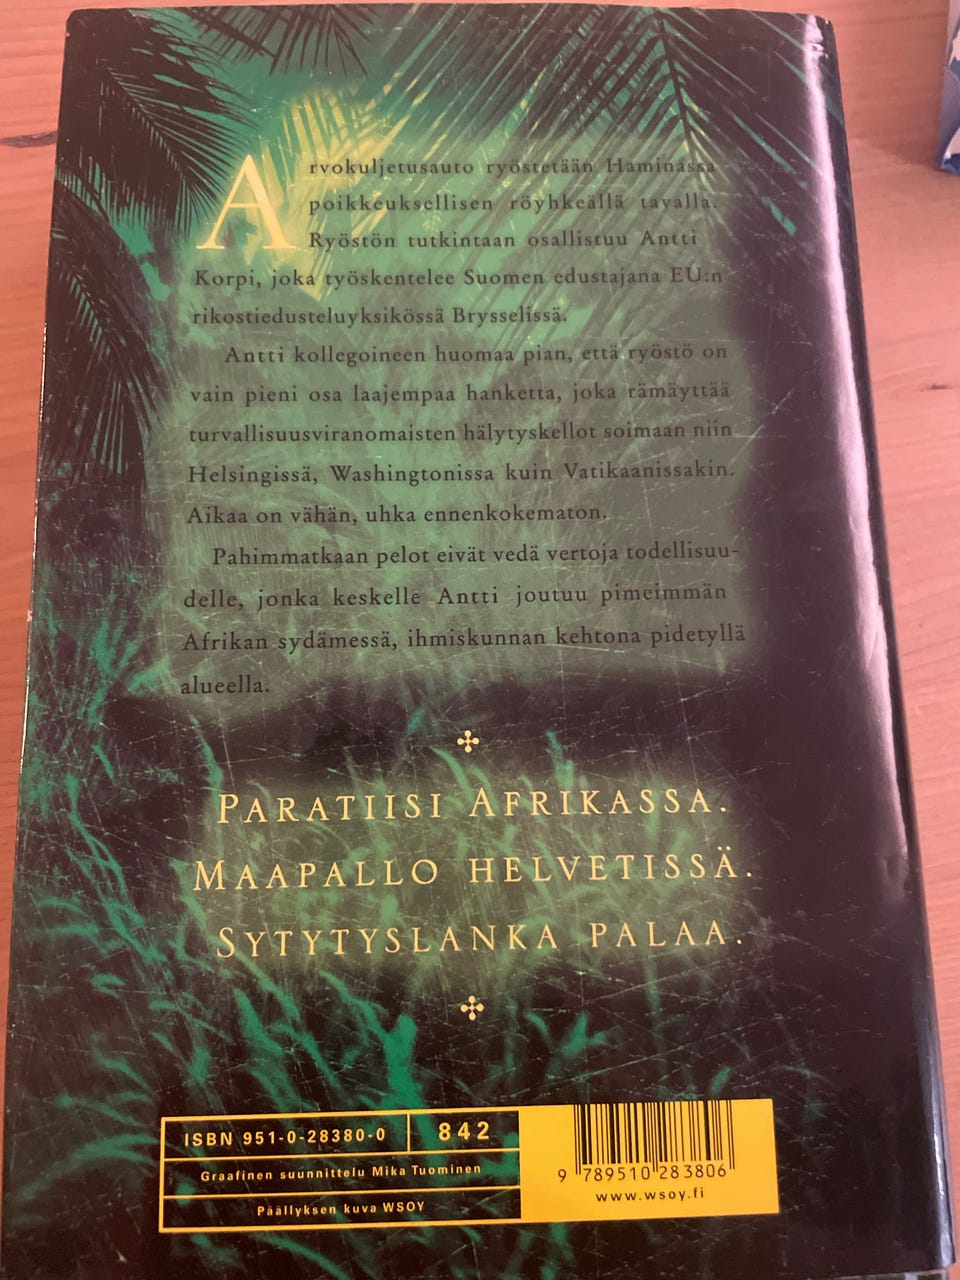 Arvokuljetusauto ryöstetään Haminassa
poikkeuksellisen röyhkeällä tavalla.
Ryöstön tutkintaan osallistuu Antti
Korpi, joka työskentelee Suomen edustajana EU:n
rikostiedusteluyksikössä Brysselissä.
Antti kollegoineen huomaa pian, että ryöstö on
vain pieni osa laajempaa hanketta, joka rämäyttää
turvallisuusviranomaisten hälytyskellot soimaan niin
Helsingissä, Washingtonissa kuin Vatikaanissakin.
Aikaa on vähän, uhka ennenkokematon.
Pahimmatkaan pelot eivät vedä vertoja todellisuu-
delle, jonka keskelle Antti joutuu pimeimmän
Afrikan sydämessä, ihmiskunnan kehtona pidetyllä
alueella.
PARATIISI AFRIKASSA.
MAAPALLO HELVETISSÄ.
SYTYTYSLANKA PALAA.
ISBN 951-0-28380-0 842
Graafinen suunnittelu Mika Tuominen
Päällyksen kuva WSOY
9 789510 283806
www.wsoy.fi